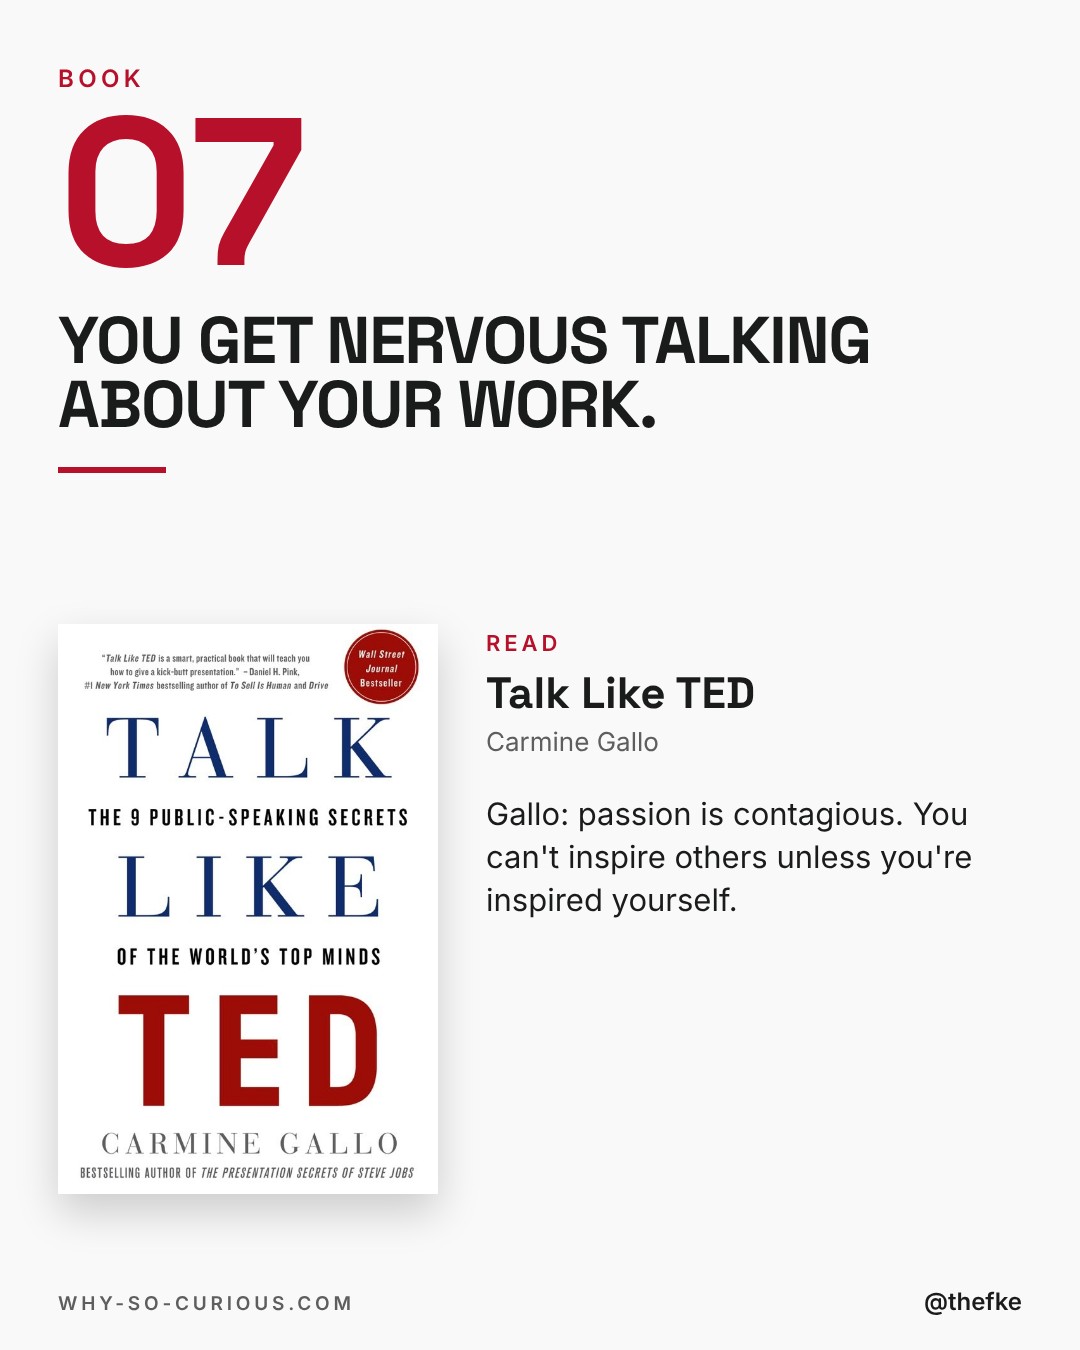 BOOK
07
YOU GET NERVOUS TALKING
ABOUT YOUR WORK.
"Talk Like TED is a smart, practical book that will teach you
how to give a kick-butt presentation." –Daniel H. Pink,
#1 New York Times bestselling author of To Sell Is Human and Drive
Wall Street
Journal
Bestseller
TALK
THE 9 PUBLIC-SPEAKING SECRETS
LIKE
OF THE WORLD'S TOP MINDS
TED
CARMINE GALLO
BESTSELLING AUTHOR OF THE PRESENTATION SECRETS OF STEVE JOBS
READ
Talk Like TED
Carmine Gallo
Gallo: passion is contagious. You
can't inspire others unless you're
inspired yourself.
WHY-SO-CURIOUS.COM
@thefke